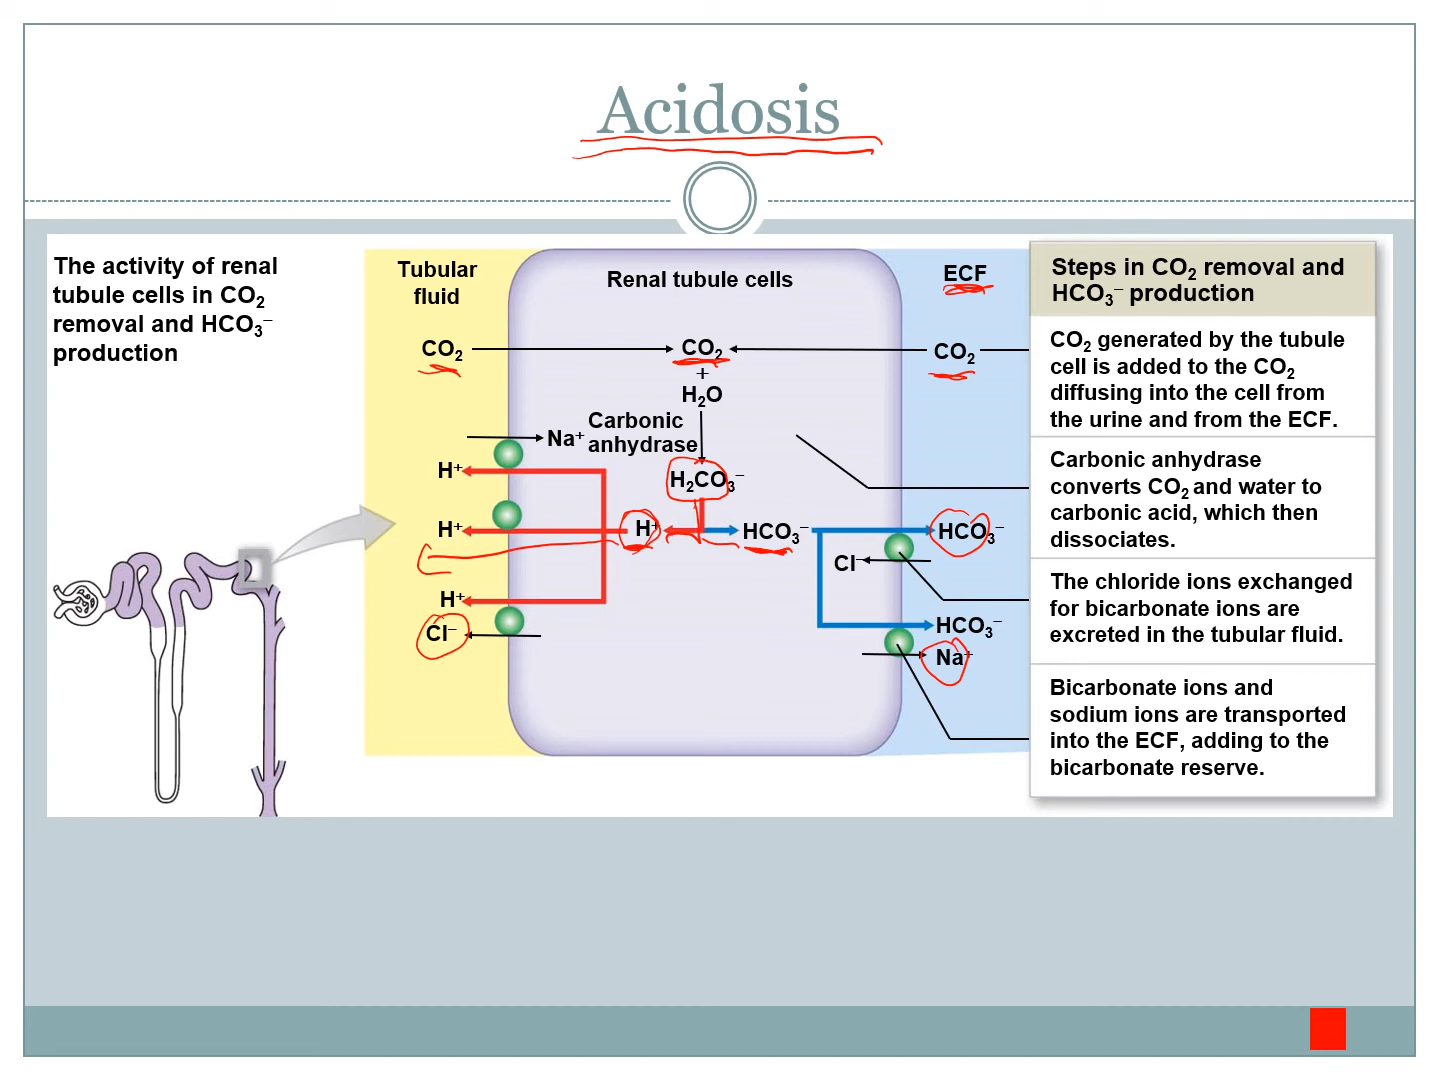 Acidosis
The activity of renal
tubule cells in CO₂
removal and HCO₃⁻
production
Tubular
fluid
Renal tubule cells
ECF
CO₂
CO₂
CO₂
+
H₂O
Carbonic
anhydrase
Na⁺
H⁺
H₂CO₃⁻
H⁺
H⁺
HCO₃⁻
HCO₃⁻
Cl⁻
H⁺
Cl⁻
HCO₃⁻
Na⁺
Steps in CO₂ removal and
HCO₃⁻ production
CO₂ generated by the tubule
cell is added to the CO₂
diffusing into the cell from
the urine and from the ECF.
Carbonic anhydrase
converts CO₂ and water to
carbonic acid, which then
dissociates.
The chloride ions exchanged
for bicarbonate ions are
excreted in the tubular fluid.
Bicarbonate ions and
sodium ions are transported
into the ECF, adding to the
bicarbonate reserve.